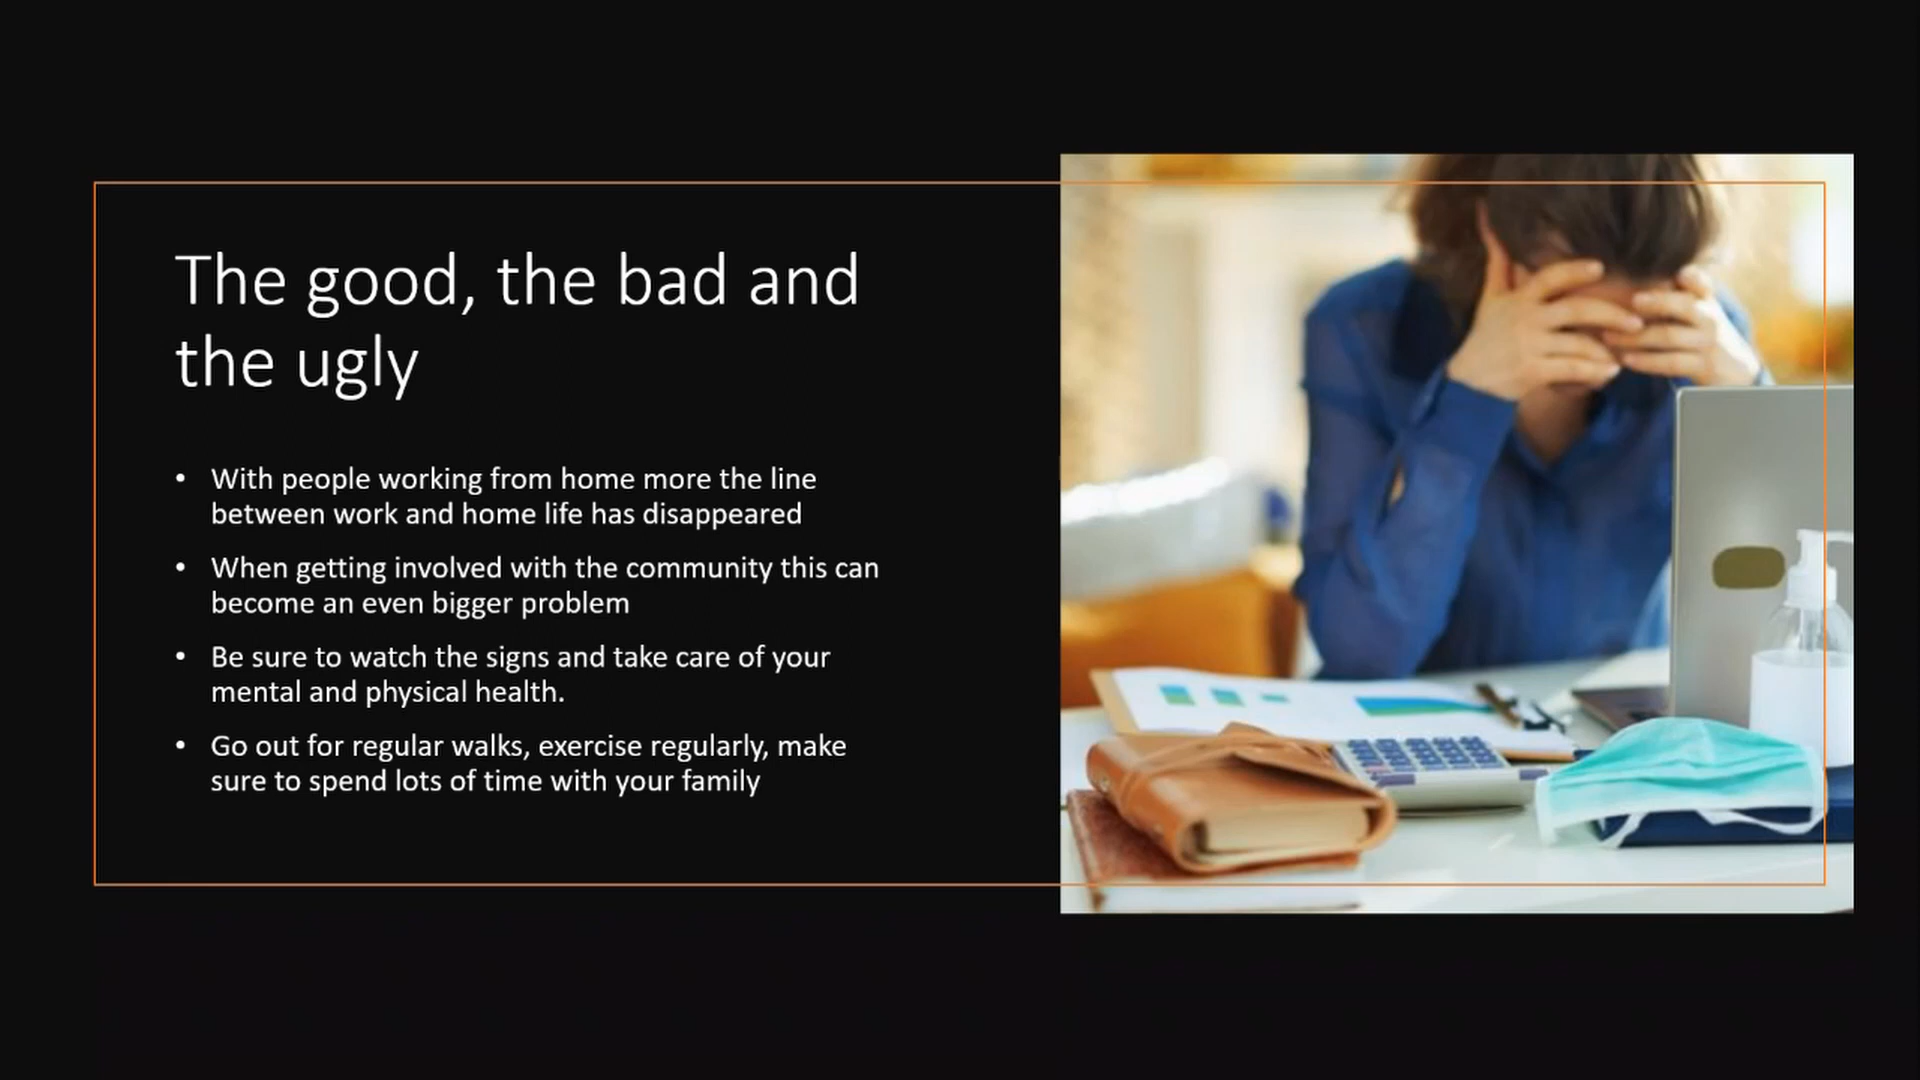 The good, the bad and
the ugly
• With people working from home more the line
between work and home life has disappeared
• When getting involved with the community this can
become an even bigger problem
• Be sure to watch the signs and take care of your
mental and physical health.
• Go out for regular walks, exercise regularly, make
sure to spend lots of time with your family